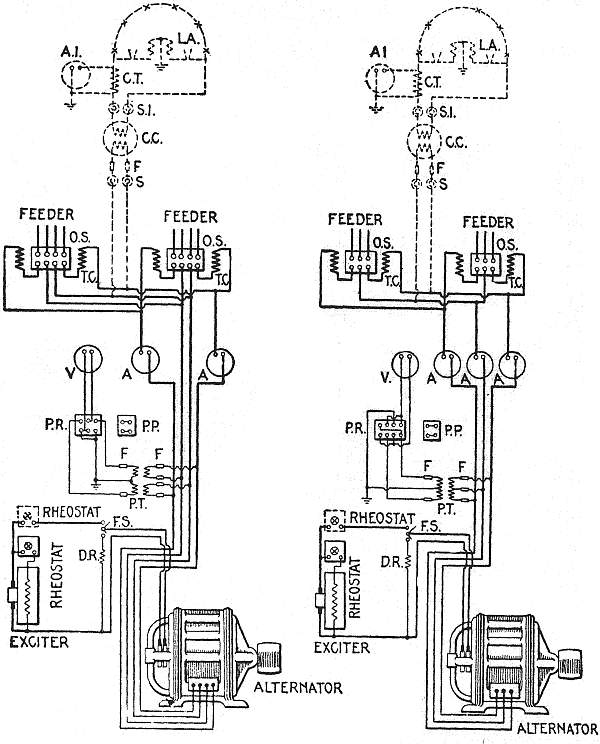 A.I.
L.A.
C.T.
S.I.
C.C.
F
S
FEEDER
FEEDER
O.S.
O.S.
T.C.
T.C.
V
A
A
P.R.
P.P.
F
F
P.T.
RHEOSTAT
F.S.
RHEOSTAT
D.R.
EXCITER
ALTERNATOR
A.I
L.A.
C.T.
S.I.
C.C.
F
S
FEEDER
FEEDER
O.S.
O.S.
T.C.
T.C.
V.
A
A
A
P.R.
P.P.
F
F
P.T.
RHEOSTAT
F.S.
RHEOSTAT
D.R.
EXCITER
ALTERNATOR